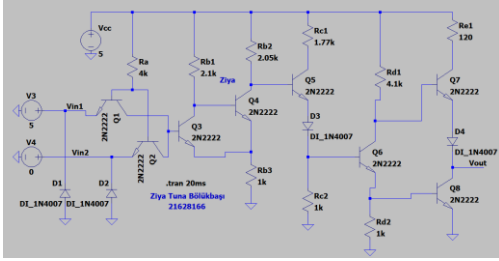 Vcc
5
Ra
4k
Rb1
2.1k
Rb2
2.05k
Rc1
1.77k
Re1
120
Rd1
4.1k
Ziya
Q5
2N2222
Q7
2N2222
Q4
2N2222
V3
5
Vin1
2N2222
Q1
Q3
2N2222
D3
DI_1N4007
D4
DI_1N4007
Vout
V4
0
Vin2
2N2222
Q2
Q6
2N2222
Rb3
1k
Rc2
1k
Q8
2N2222
D1
DI_1N4007
D2
DI_1N4007
.tran 20ms
Ziya Tuna Bölükbaşı
21628166
Rd2
1k